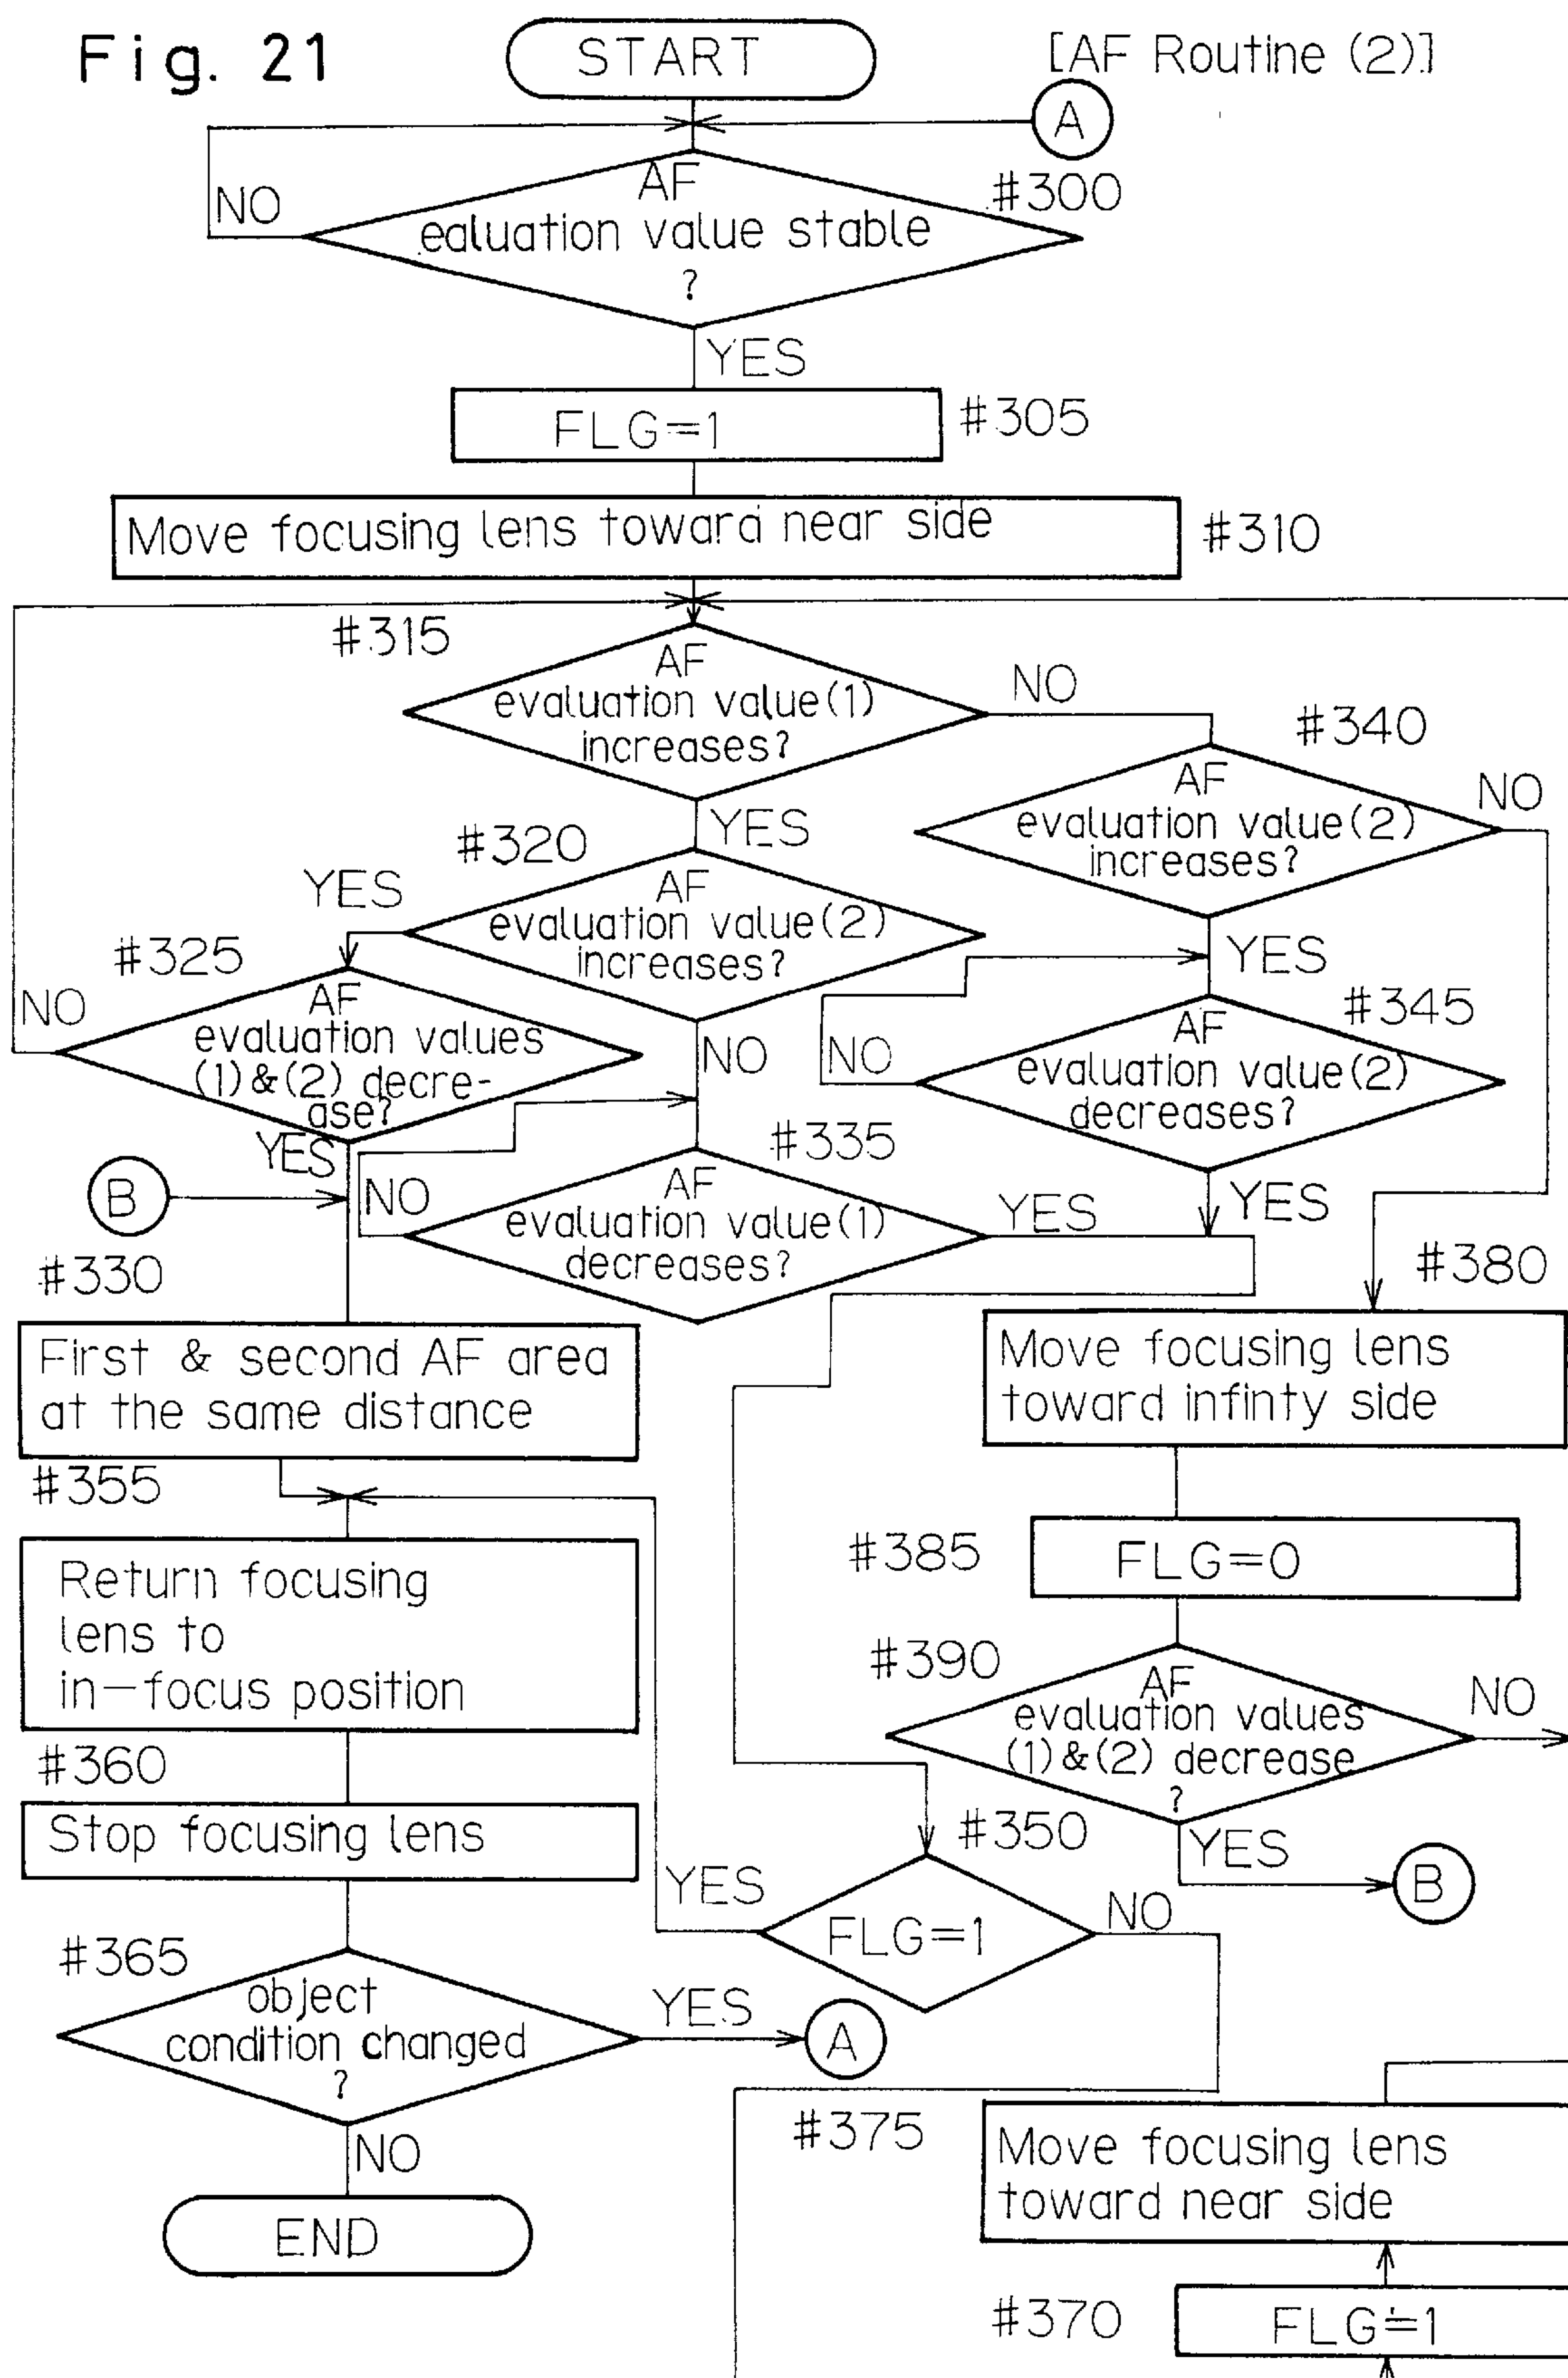 Fig. 21
START
[AF Routine (2)]
A
NO
AF
ealuation value stable
?
#300
YES
FLG=1
#305
Move focusing lens toward near side
#310
#315
AF
evaluation value(1)
increases?
NO
#340
AF
evaluation value(2)
increases?
NO
YES
#320
YES
AF
evaluation value(2)
increases?
YES
#325
NO
AF
evaluation values
(1)&(2) decre-
ase?
NO
NO
#345
AF
evaluation value(2)
decreases?
YES
#335
B
NO
AF
evaluation value(1)
decreases?
YES
YES
#330
#380
First & second AF area
at the same distance
Move focusing lens
toward infinty side
#355
Return focusing
lens to
in-focus position
#385
FLG=0
#390
AF
evaluation values
(1)&(2) decrease
?
NO
#360
Stop focusing lens
#350
YES
B
YES
FLG=1
NO
#365
object
condition changed
?
YES
A
NO
#375
Move focusing lens
toward near side
END
#370
FLG=1